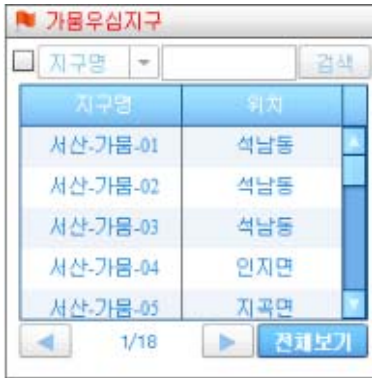 가뭄우심지구
지구명 검색
지구명 위치
서산-가뭄-01 석남동
서산-가뭄-02 석남동
서산-가뭄-03 석남동
서산-가뭄-04 인지면
서산-가뭄-05 지곡면
1/18 전체보기